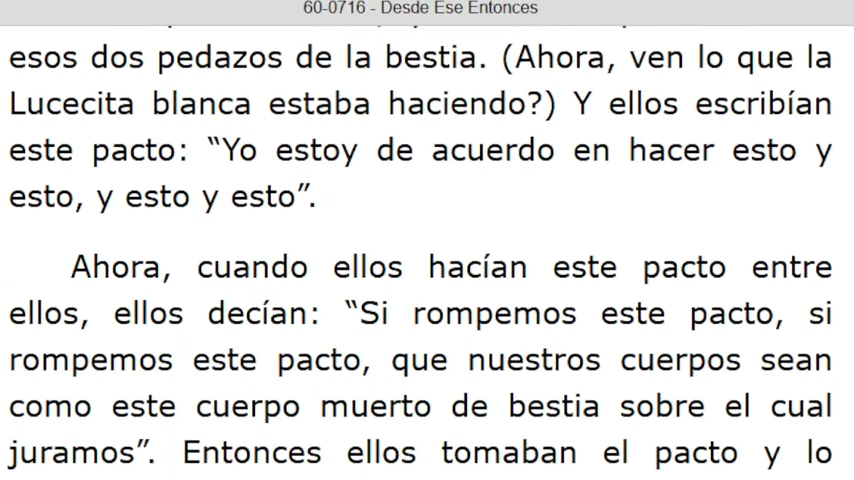 60-0716 - Desde Ese Entonces
esos dos pedazos de la bestia. (Ahora, ven lo que la
Lucecita blanca estaba haciendo?) Y ellos escribían
este pacto: “Yo estoy de acuerdo en hacer esto y
esto, y esto y esto”.
Ahora, cuando ellos hacían este pacto entre
ellos, ellos decían: “Si rompemos este pacto, si
rompemos este pacto, que nuestros cuerpos sean
como este cuerpo muerto de bestia sobre el cual
juramos”. Entonces ellos tomaban el pacto y lo